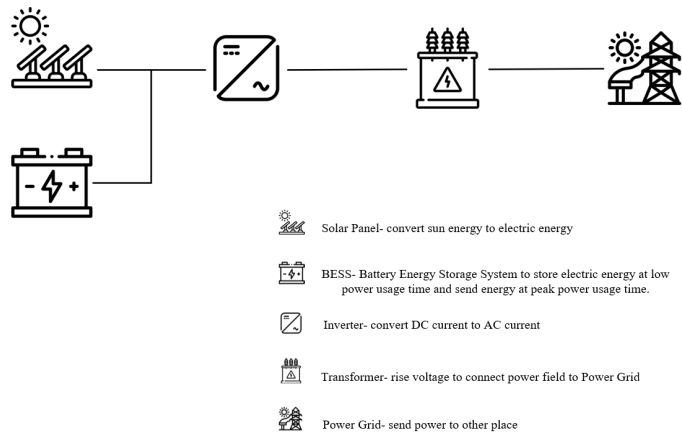 Solar Panel- convert sun energy to electric energy
BESS- Battery Energy Storage System to store electric energy at low
power usage time and send energy at peak power usage time.
Inverter- convert DC current to AC current
Transformer- rise voltage to connect power field to Power Grid
Power Grid- send power to other place